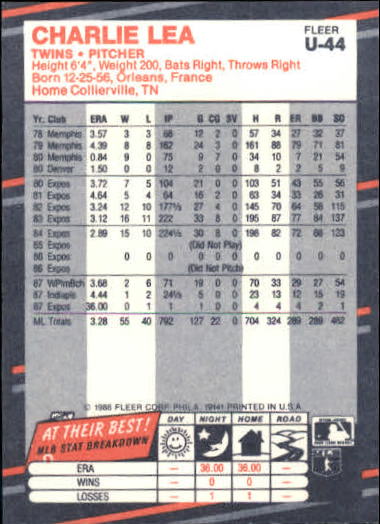 CHARLIE LEA
FLEER
U-44
TWINS • PITCHER
Height 6'4", Weight 200, Bats Right, Throws Right
Born 12-25-56, Orleans, France
Home Collierville, TN
Yr. Club ERA W L IP G CG SV H R ER BB SO
78 Memphis 3.57 3 3 68 12 2 0 57 34 27 32 37
79 Memphis 4.39 8 8 162 24 3 0 161 88 79 71 81
80 Memphis 0.84 9 0 75 9 7 0 34 10 7 21 54
80 Denver 1.50 0 0 12 2 0 0 8 2 2 5 9
80 Expos 3.72 7 5 104 21 0 0 103 51 43 55 56
81 Expos 4.64 5 4 64 16 2 0 63 34 33 26 31
82 Expos 3.24 12 10 177⅔ 27 4 0 145 70 64 56 115
83 Expos 3.12 16 11 222 33 8 0 195 87 77 84 137
84 Expos 2.89 15 10 224⅓ 30 8 0 198 82 72 68 123
85 Expos (Did Not Play)
86 Expos 0 0 0 0 0 0 0 0 0 0 0
86 Expos (Did Not Pitch)
87 WPlmBch 3.68 2 6 71 19 0 0 70 33 29 27 54
87 Indiaplis 4.44 1 2 24⅓ 5 0 0 23 13 12 14 15
87 Expos 36.00 0 1 1 1 0 0 4 4 4 2 1
ML Totals 3.28 55 40 792 127 22 0 704 324 289 289 462
© 1988 FLEER CORP. PHILA. 19141 PRINTED IN U.S.A.
AT THEIR BEST!
MLB STAT BREAKDOWN
DAY NIGHT HOME ROAD
ERA — 36.00 36.00 —
WINS — 0 0 —
LOSSES — 1 1 —